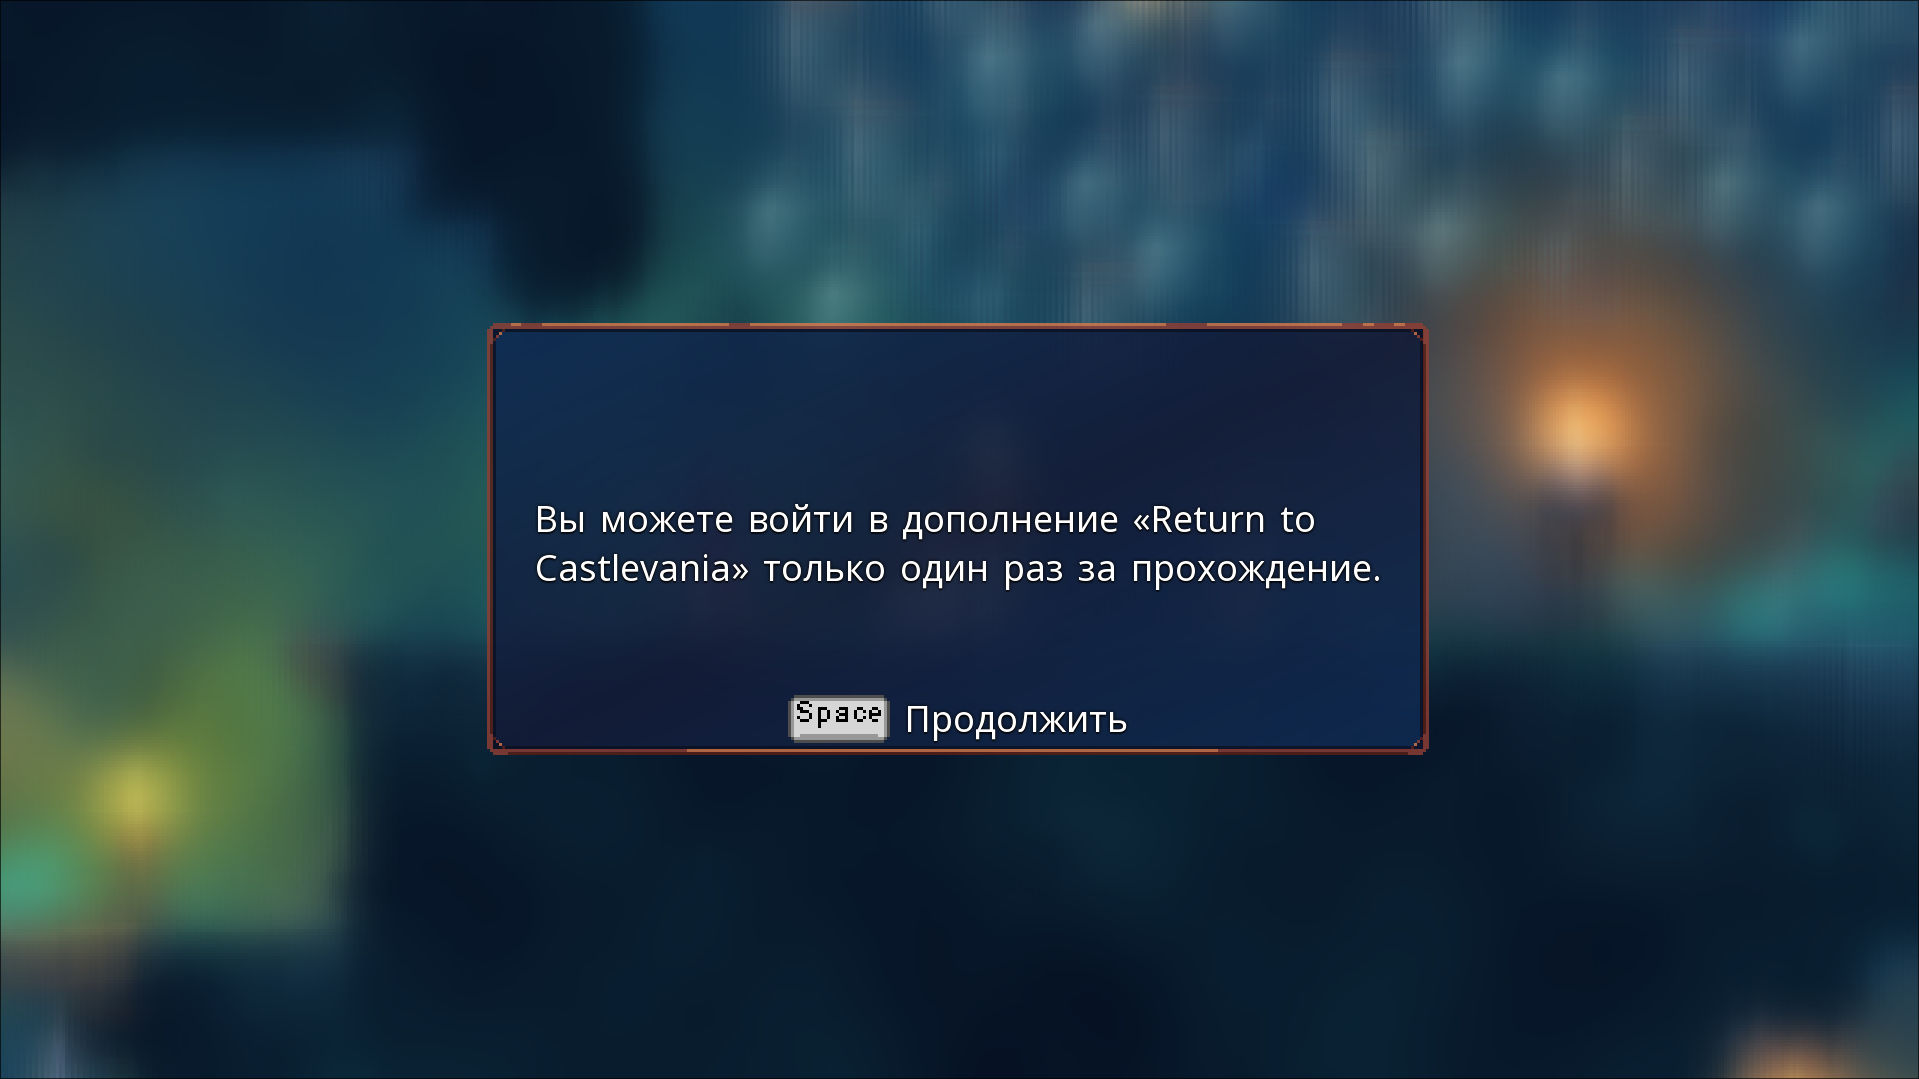 Вы можете войти в дополнение «Return to
Castlevania» только один раз за прохождение.
Space Продолжить